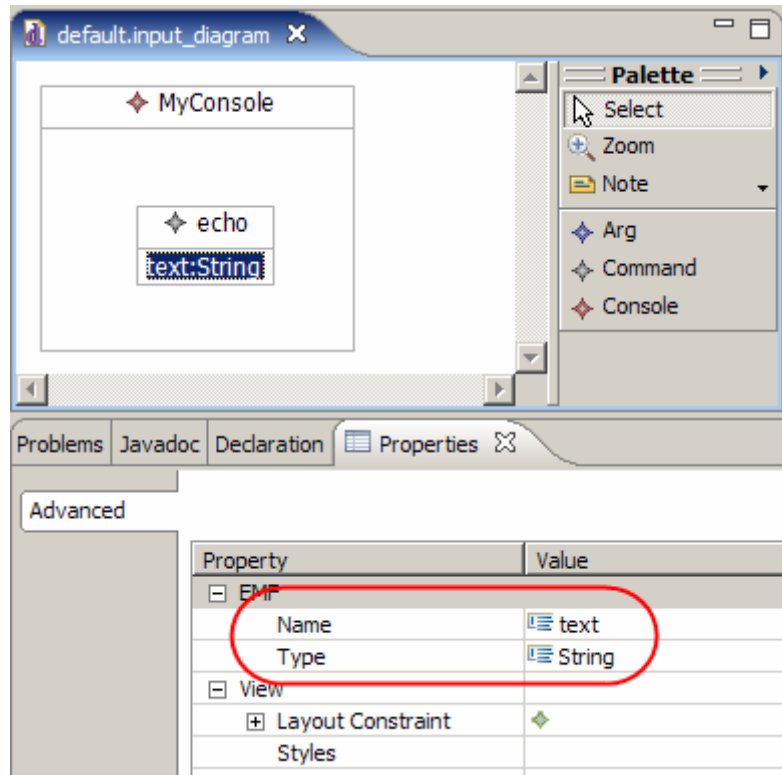 default.input_diagram
MyConsole
echo
text:String
Palette
Select
Zoom
Note
Arg
Command
Console
Problems Javadoc Declaration Properties
Advanced
Property Value
EMF
Name text
Type String
View
Layout Constraint
Styles